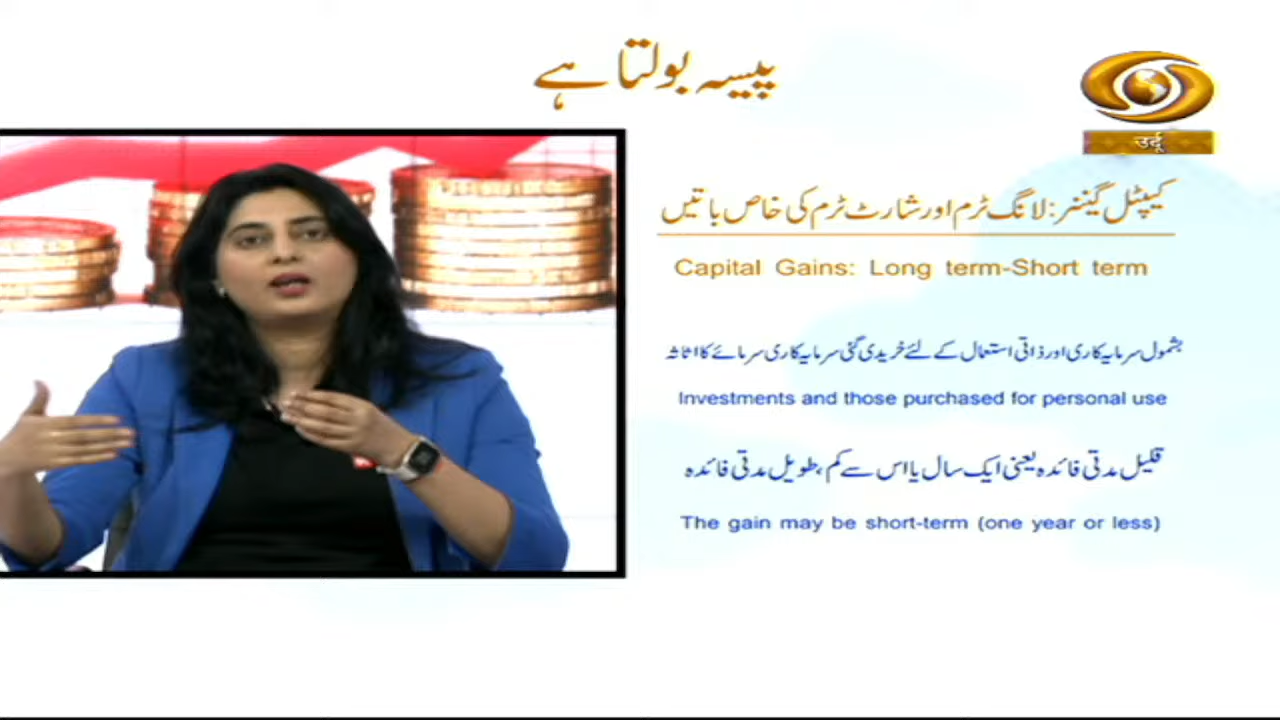 پیسہ بولتا ہے
उर्दू
کیپٹل گینز: لانگ ٹرم اور شارٹ ٹرم کی خاص باتیں
Capital Gains: Long term-Short term
بشمول سرمایہ کاری اور ذاتی استعمال کے لئے خریدی گئی سرمایہ کاری سرمائے کا اثاثہ
Investments and those purchased for personal use
قلیل مدتی فائدہ یعنی ایک سال یا اس سے کم، طویل مدتی فائدہ
The gain may be short-term (one year or less)